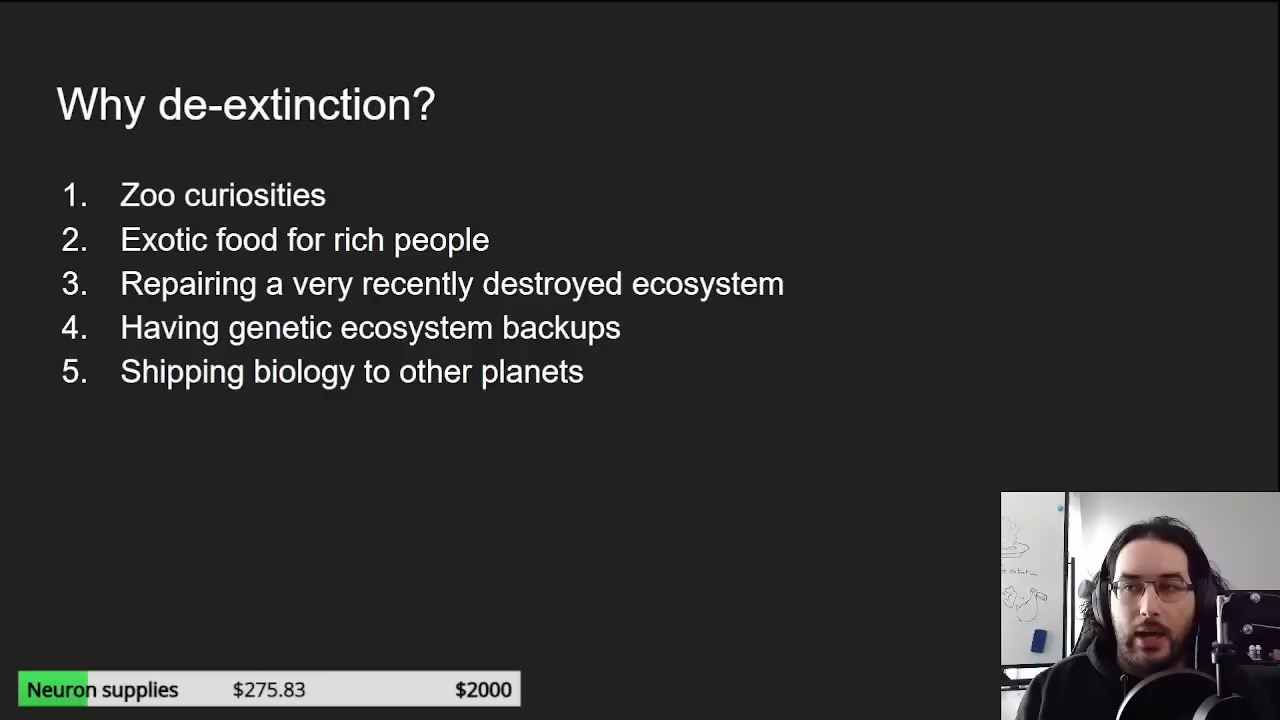 Why de-extinction?
1. Zoo curiosities
2. Exotic food for rich people
3. Repairing a very recently destroyed ecosystem
4. Having genetic ecosystem backups
5. Shipping biology to other planets
Neuron supplies $275.83 $2000